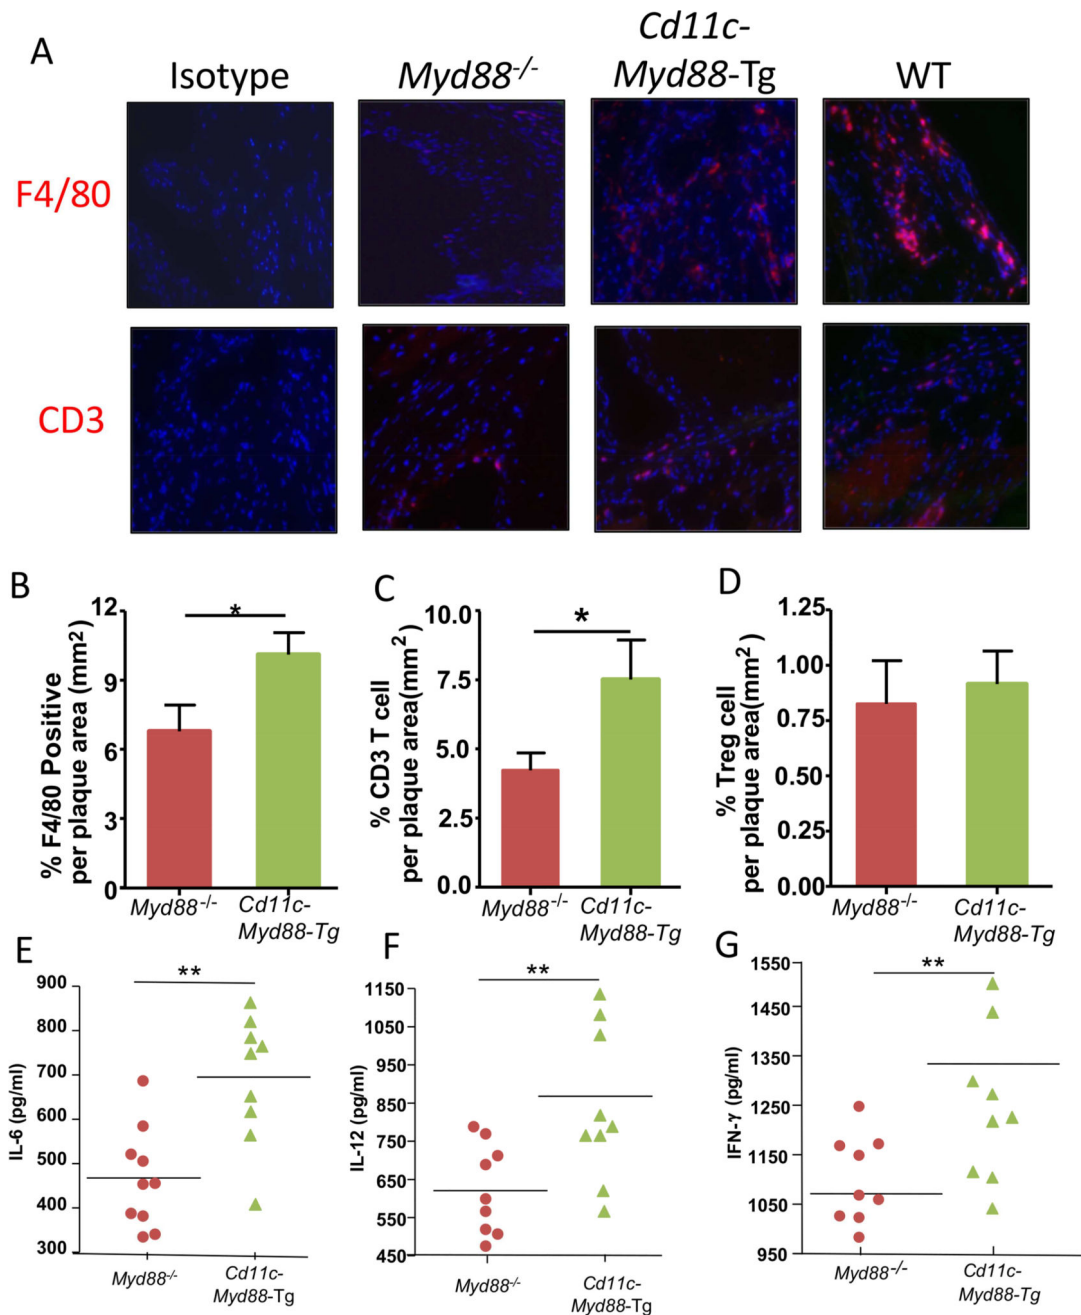 A
Isotype
Myd88-/-
Cd11c-
Myd88-Tg
WT
F4/80
CD3
B
% F4/80 Positive
per plaque area (mm2)
12
9
6
3
0
*
Myd88-/-
Cd11c-
Myd88-Tg
C
% CD3 T cell
per plaque area(mm2)
10.0
7.5
5.0
2.5
0.0
*
Myd88-/-
Cd11c-
Myd88-Tg
D
% Treg cell
per plaque area(mm2)
1.25
1.00
0.75
0.50
0.25
0.00
Myd88-/-
Cd11c-
Myd88-Tg
E
IL-6 (pg/ml)
900
800
700
600
500
400
300
**
Myd88-/-
Cd11c-
Myd88-Tg
F
IL-12 (pg/ml)
1150
1050
950
850
750
650
550
450
**
Myd88-/-
Cd11c-
Myd88-Tg
G
IFN-γ (pg/ml)
1550
1450
1350
1250
1150
1050
950
**
Myd88-/-
Cd11c-
Myd88-Tg